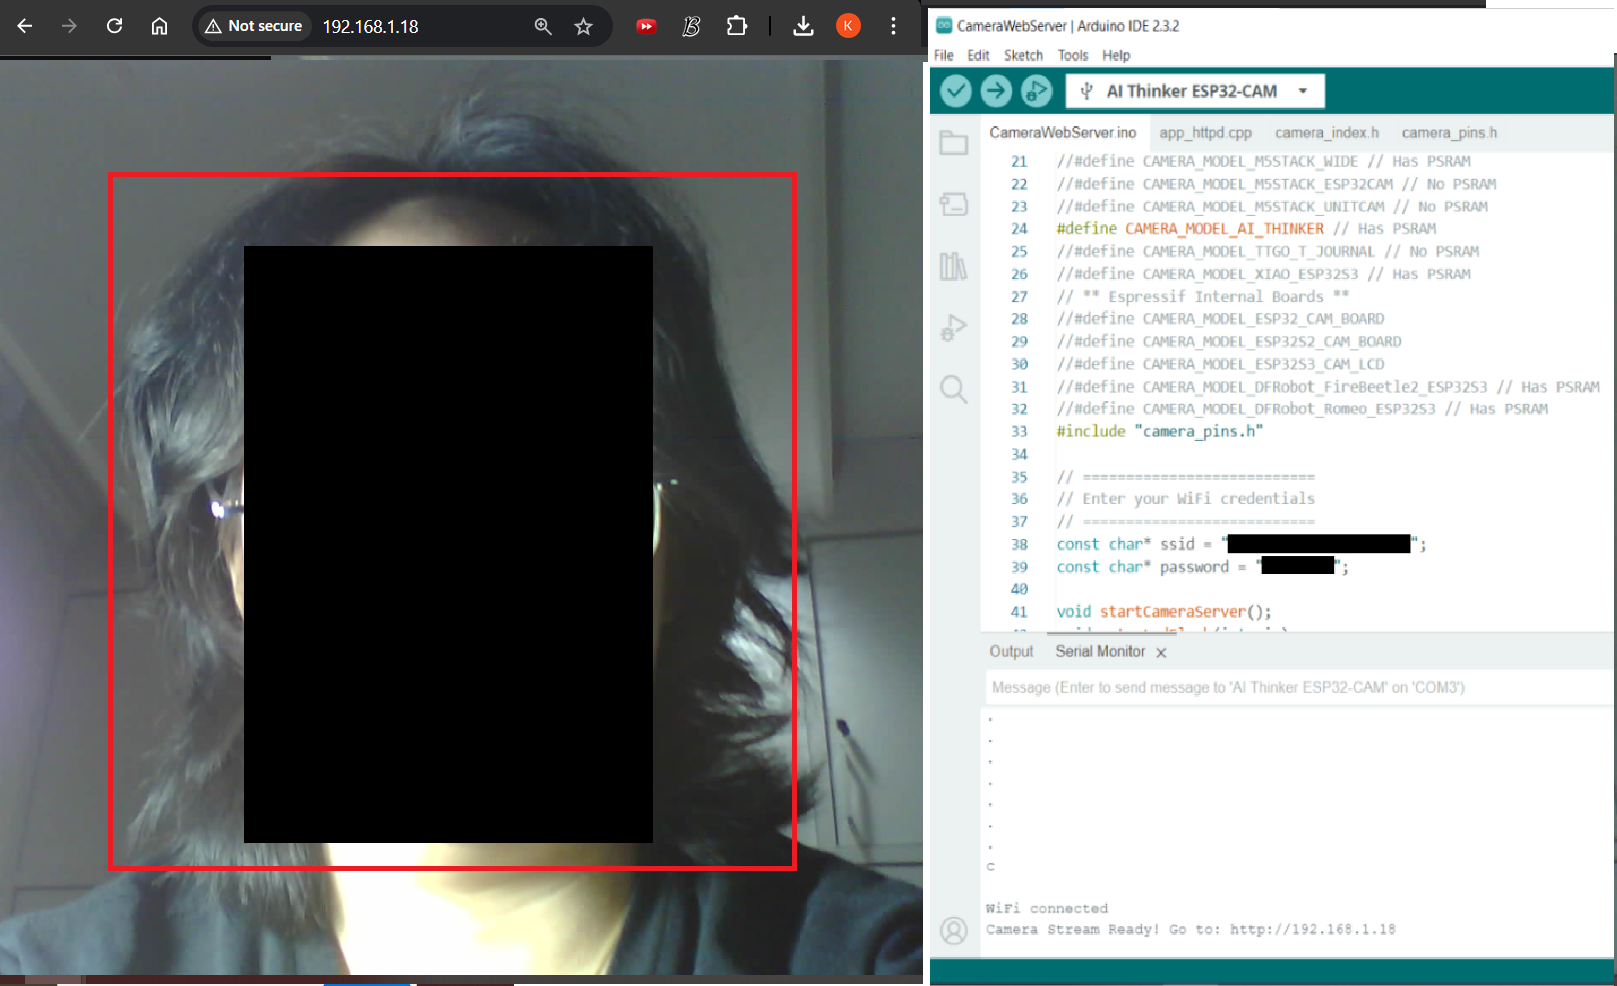 Not secure 192.168.1.18
K
CameraWebServer | Arduino IDE 2.3.2
File Edit Sketch Tools Help
AI Thinker ESP32-CAM
CameraWebServer.ino app_httpd.cpp camera_index.h camera_pins.h
21 //#define CAMERA_MODEL_M5STACK_WIDE // Has PSRAM
22 //#define CAMERA_MODEL_M5STACK_ESP32CAM // No PSRAM
23 //#define CAMERA_MODEL_M5STACK_UNITCAM // No PSRAM
24 #define CAMERA_MODEL_AI_THINKER // Has PSRAM
25 //#define CAMERA_MODEL_TTGO_T_JOURNAL // No PSRAM
26 //#define CAMERA_MODEL_XIAO_ESP32S3 // Has PSRAM
27 // ** Espressif Internal Boards **
28 //#define CAMERA_MODEL_ESP32_CAM_BOARD
29 //#define CAMERA_MODEL_ESP32S2_CAM_BOARD
30 //#define CAMERA_MODEL_ESP32S3_CAM_LCD
31 //#define CAMERA_MODEL_DFRobot_FireBeetle2_ESP32S3 // Has PSRAM
32 //#define CAMERA_MODEL_DFRobot_Romeo_ESP32S3 // Has PSRAM
33 #include "camera_pins.h"
34
35 // ===========================
36 // Enter your WiFi credentials
37 // ===========================
38 const char* ssid = "";
39 const char* password = "";
40
41 void startCameraServer();
Output Serial Monitor ×
Message (Enter to send message to 'AI Thinker ESP32-CAM' on 'COM3')
.
.
.
.
.
.
.
C
WiFi connected
Camera Stream Ready! Go to: http://192.168.1.18